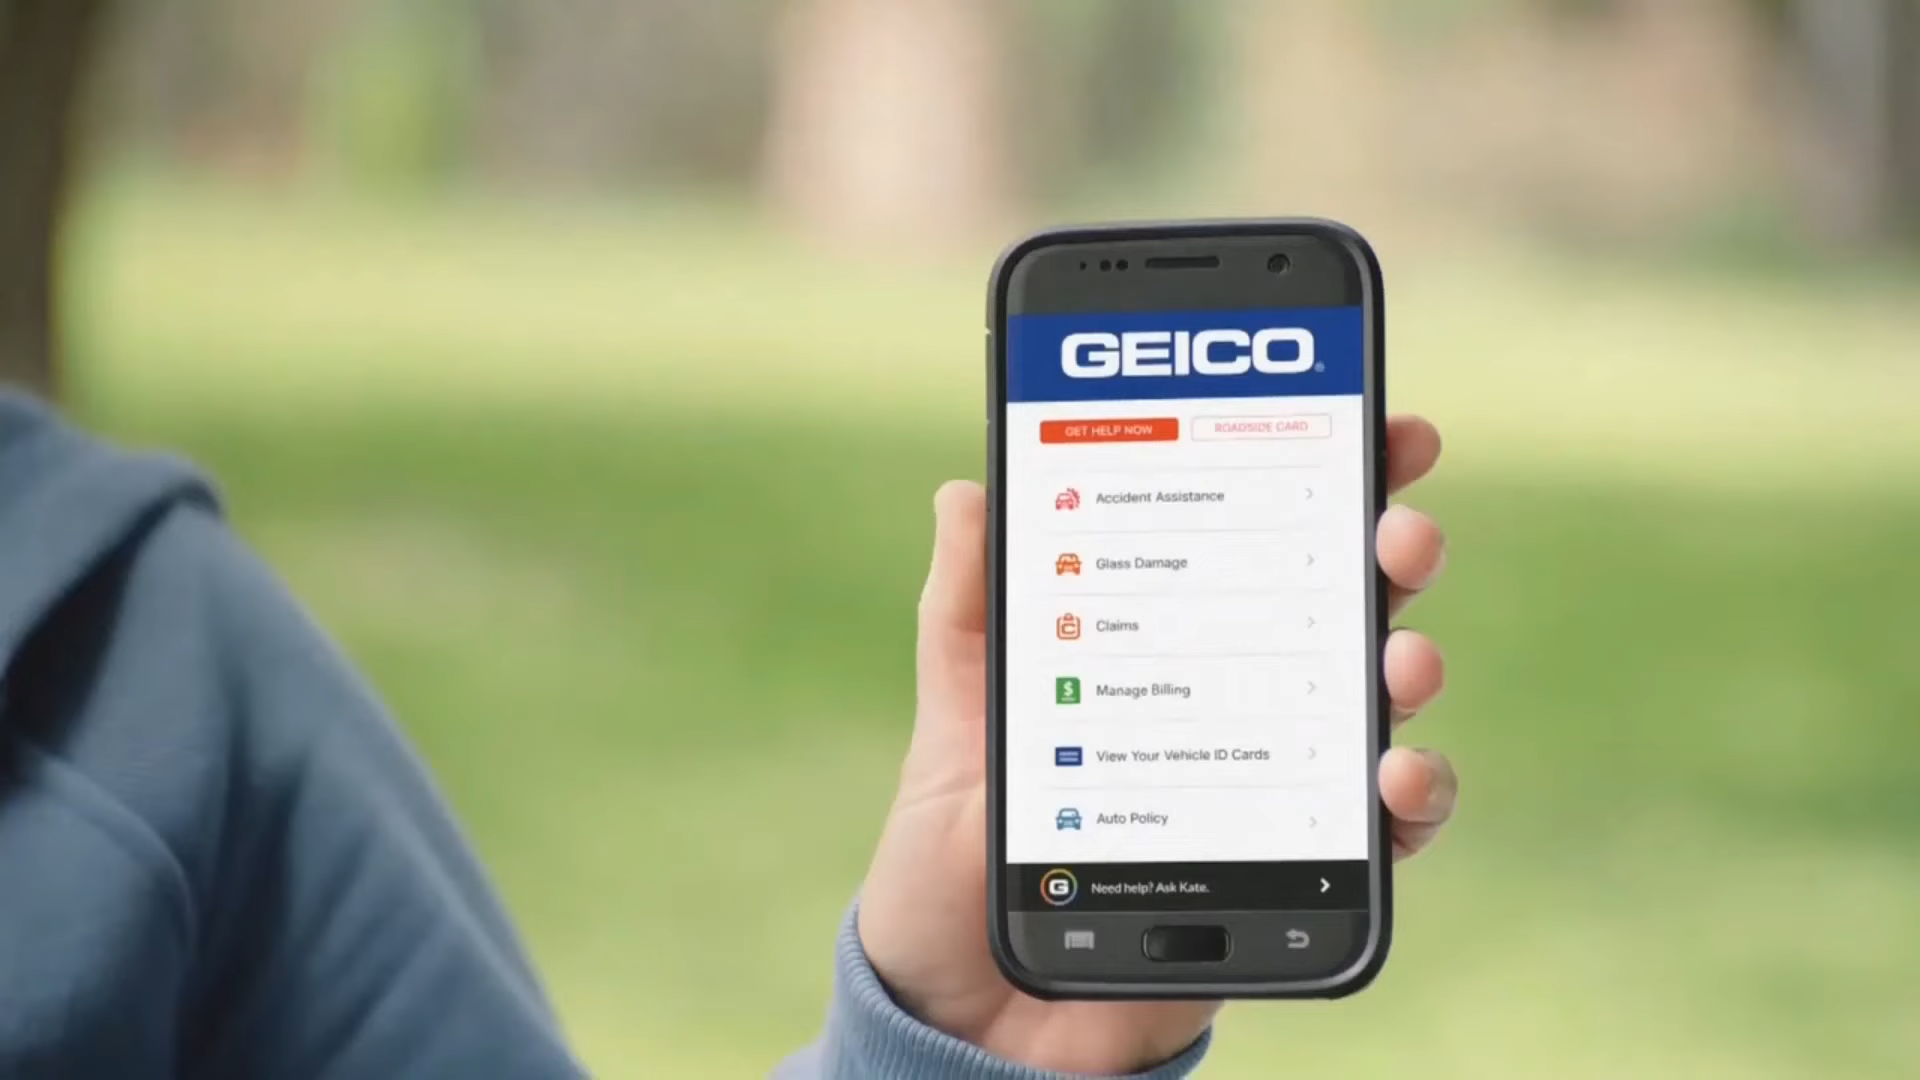 GEICO®
GET HELP NOW
ROADSIDE CARD
Accident Assistance
Glass Damage
Claims
$
Manage Billing
View Your Vehicle ID Cards
Auto Policy
G Need help? Ask Kate.